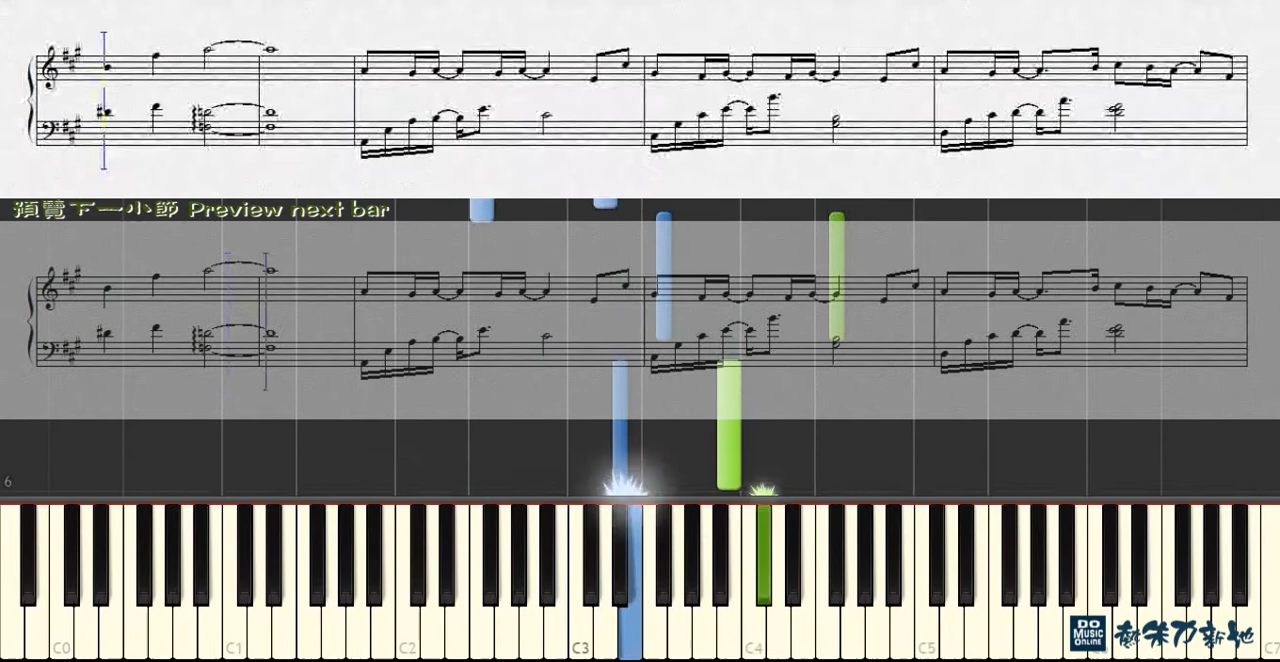 預覽下一小節 Preview next bar
6
C0 C1 C2 C3 C4 C5 C7
DO
MUSIC
ONLINE